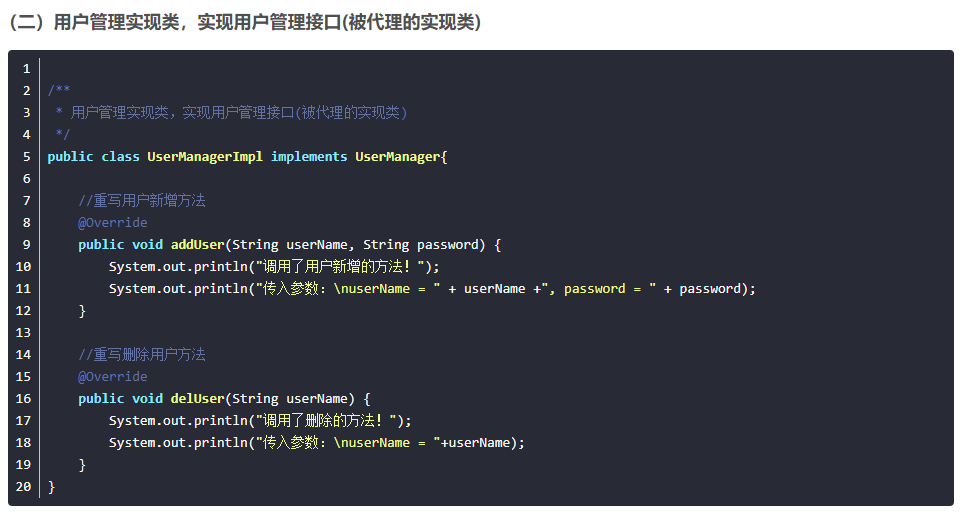 （二）用户管理实现类，实现用户管理接口(被代理的实现类)
1
2 /**
3  * 用户管理实现类，实现用户管理接口(被代理的实现类)
4  */
5 public class UserManagerImpl implements UserManager{
6
7     //重写用户新增方法
8     @Override
9     public void addUser(String userName, String password) {
10         System.out.println("调用了用户新增的方法！");
11         System.out.println("传入参数：\nuserName = " + userName +", password = " + password);
12     }
13
14     //重写删除用户方法
15     @Override
16     public void delUser(String userName) {
17         System.out.println("调用了删除的方法！");
18         System.out.println("传入参数：\nuserName = "+userName);
19     }
20 }